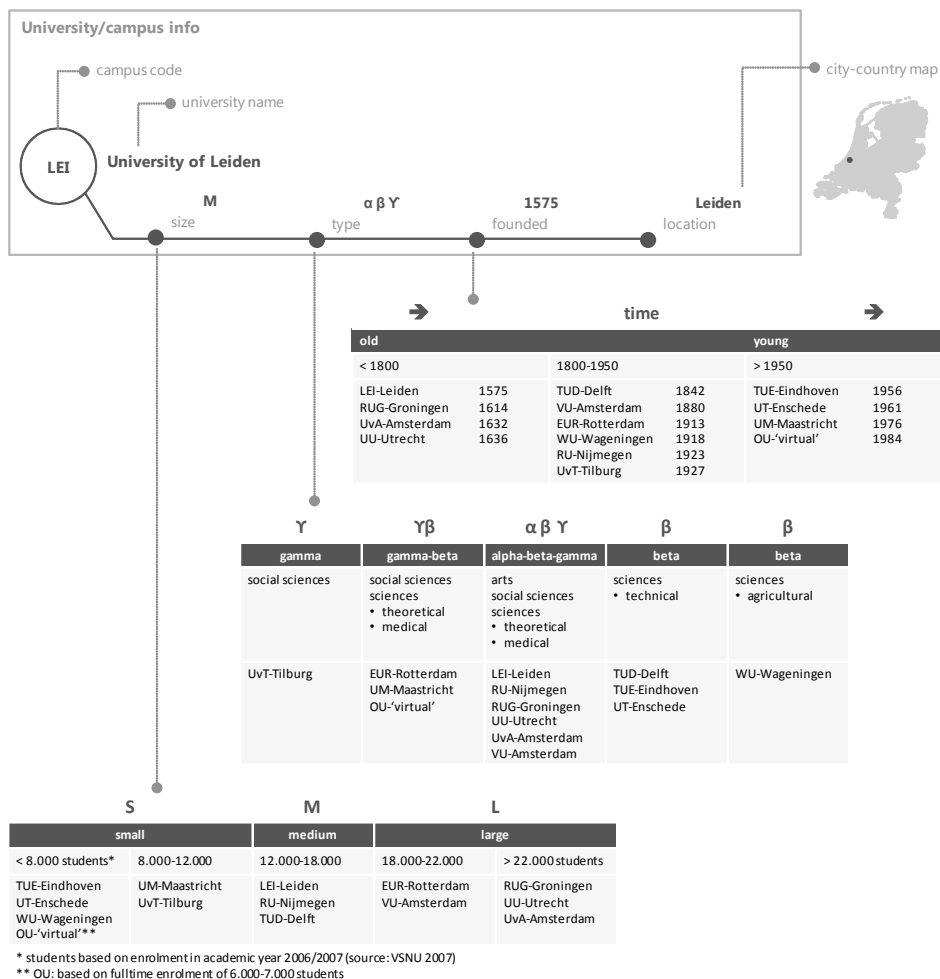 University/campus info
campus code
city-country map
university name
LEI
University of Leiden
M
α β ϒ
1575
Leiden
size
type
founded
location
➔ time ➔
old young
< 1800 1800-1950 > 1950
LEI-Leiden 1575 TUD-Delft 1842 TUE-Eindhoven 1956
RUG-Groningen 1614 VU-Amsterdam 1880 UT-Enschede 1961
UvA-Amsterdam 1632 EUR-Rotterdam 1913 UM-Maastricht 1976
UU-Utrecht 1636 WU-Wageningen 1918 OU-‘virtual’ 1984
RU-Nijmegen 1923
UvT-Tilburg 1927
ϒ ϒβ α β ϒ β β
gamma gamma-beta alpha-beta-gamma beta beta
social sciences social sciences arts sciences sciences
sciences social sciences • technical • agricultural
• theoretical sciences
• medical • theoretical
• medical
UvT-Tilburg EUR-Rotterdam LEI-Leiden TUD-Delft WU-Wageningen
UM-Maastricht RU-Nijmegen TUE-Eindhoven
OU-‘virtual’ RUG-Groningen UT-Enschede
UU-Utrecht
UvA-Amsterdam
VU-Amsterdam
S M L
small medium large
< 8.000 students* 8.000-12.000 12.000-18.000 18.000-22.000 > 22.000 students
TUE-Eindhoven UM-Maastricht LEI-Leiden EUR-Rotterdam RUG-Groningen
UT-Enschede UvT-Tilburg RU-Nijmegen VU-Amsterdam UU-Utrecht
WU-Wageningen TUD-Delft UvA-Amsterdam
OU-‘virtual’**
* students based on enrolment in academic year 2006/2007 (source: VSNU 2007)
** OU: based on fulltime enrolment of 6.000-7.000 students